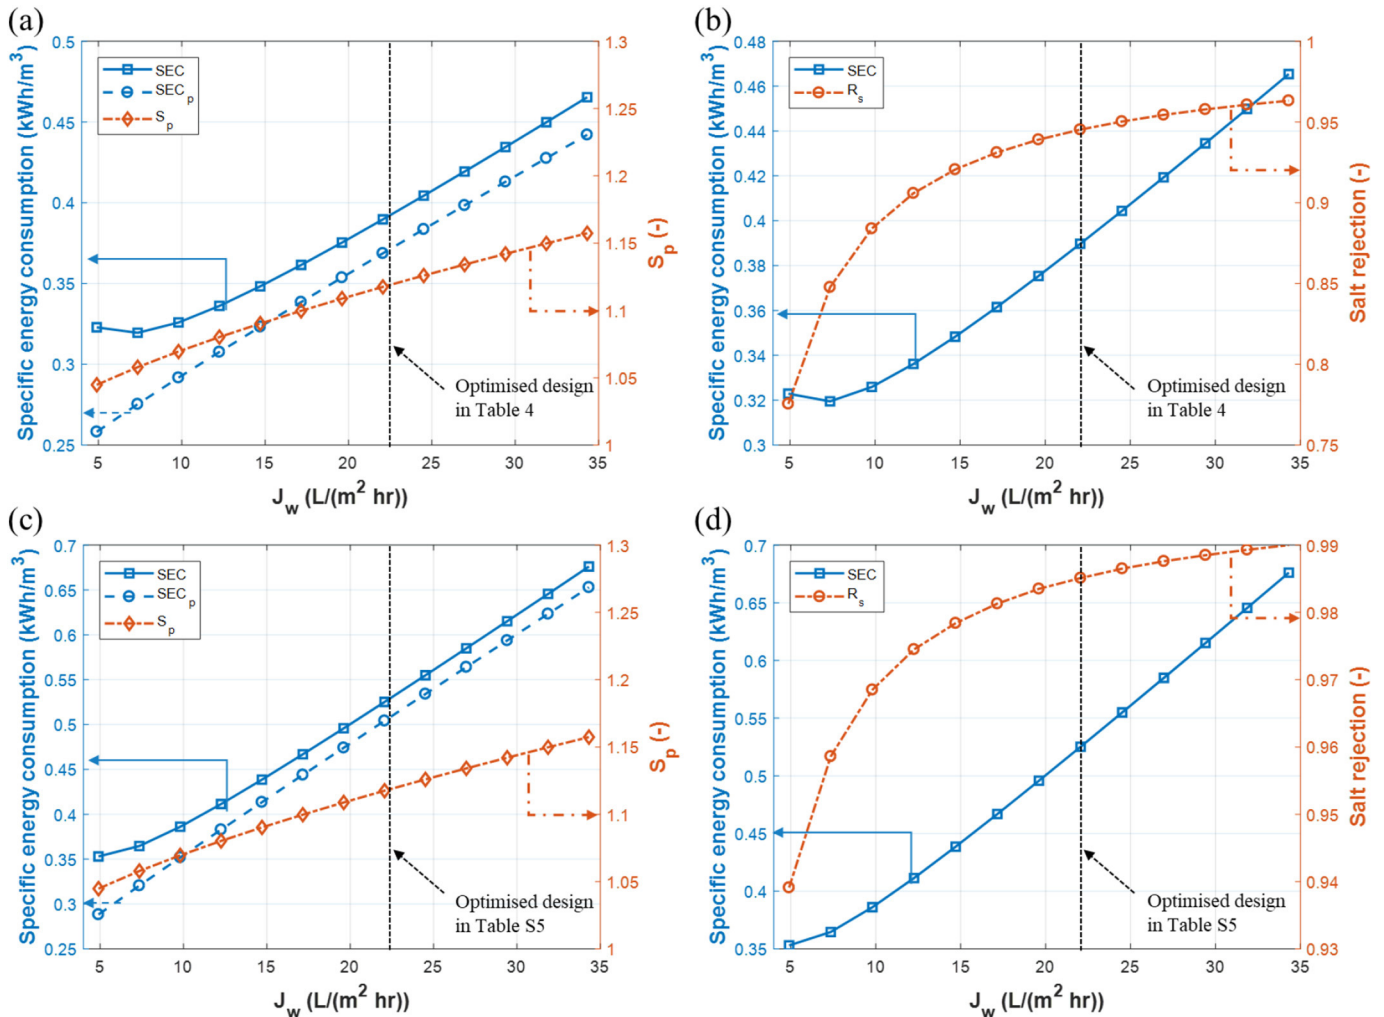 (a)
Specific energy consumption (kWh/m³)
0.5
0.45
0.4
0.35
0.3
0.25
SEC
SECₚ
Sₚ
1.3
1.25
1.2
1.15
1.1
1.05
1
Sₚ (-)
Optimised design
in Table 4
5 10 15 20 25 30 35
J_w (L/(m² hr))
(b)
Specific energy consumption (kWh/m³)
0.48
0.46
0.44
0.42
0.4
0.38
0.36
0.34
0.32
0.3
SEC
Rₛ
1
0.95
0.9
0.85
0.8
0.75
Salt rejection (-)
Optimised design
in Table 4
5 10 15 20 25 30 35
J_w (L/(m² hr))
(c)
Specific energy consumption (kWh/m³)
0.7
0.65
0.6
0.55
0.5
0.45
0.4
0.35
0.3
0.25
SEC
SECₚ
Sₚ
1.3
1.25
1.2
1.15
1.1
1.05
1
Sₚ (-)
Optimised design
in Table S5
5 10 15 20 25 30 35
J_w (L/(m² hr))
(d)
Specific energy consumption (kWh/m³)
0.7
0.65
0.6
0.55
0.5
0.45
0.4
0.35
SEC
Rₛ
0.99
0.98
0.97
0.96
0.95
0.94
0.93
Salt rejection (-)
Optimised design
in Table S5
5 10 15 20 25 30 35
J_w (L/(m² hr))